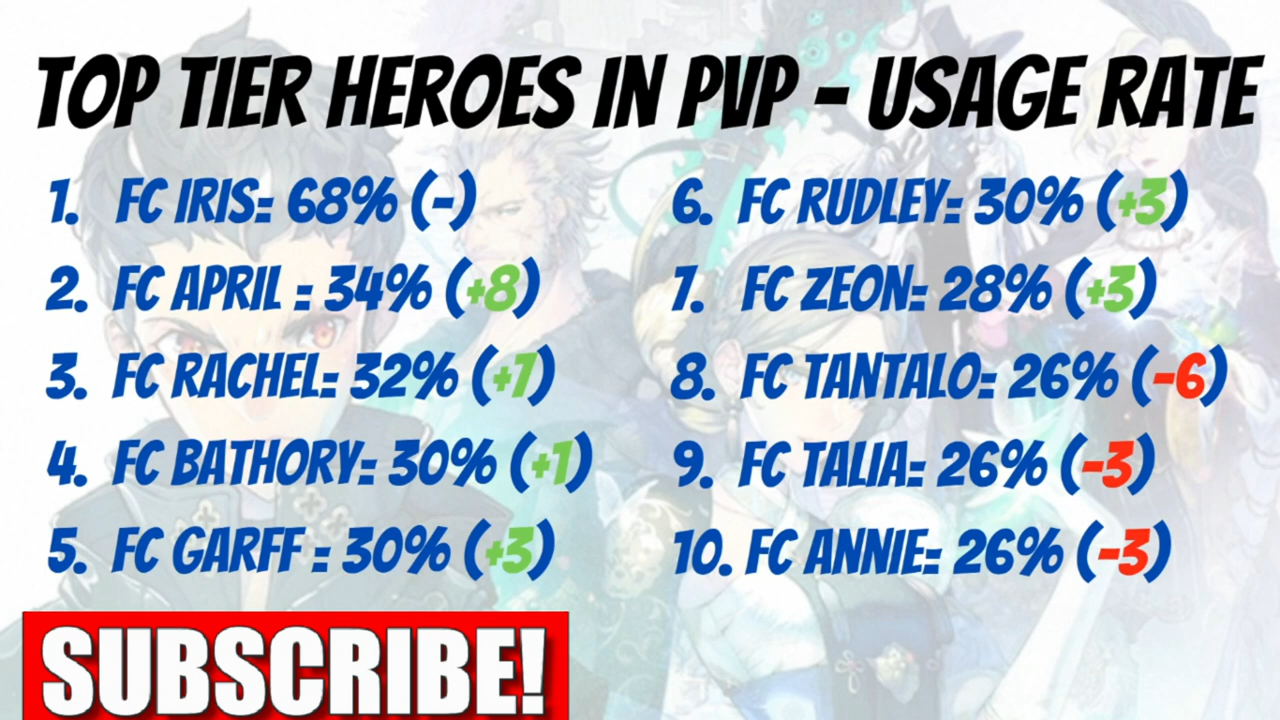 TOP TIER HEROES IN PVP - USAGE RATE
1. FC IRIS= 68% (-)
2. FC APRIL = 34% (+8)
3. FC RACHEL= 32% (+7)
4. FC BATHORY= 30% (+1)
5. FC GARFF = 30% (+3)
6. FC RUDLEY= 30% (+3)
7. FC ZEON= 28% (+3)
8. FC TANTALO= 26% (-6)
9. FC TALIA= 26% (-3)
10. FC ANNIE= 26% (-3)
SUBSCRIBE!